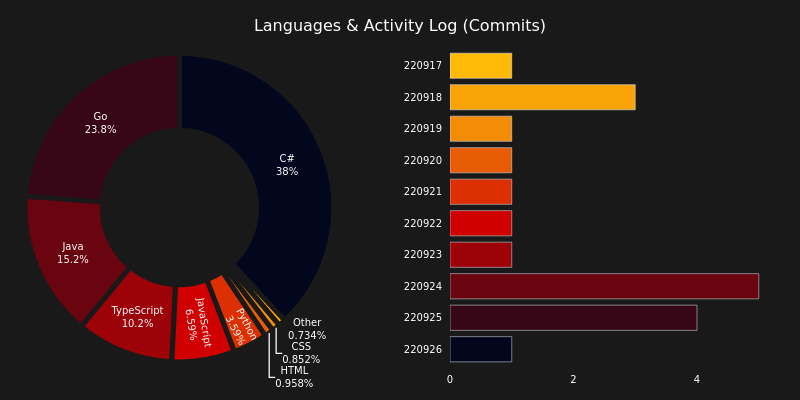 Languages & Activity Log (Commits)
Go
23.8%
C#
38%
Java
15.2%
TypeScript
10.2%
JavaScript
6.59%
Python
3.59%
Other
0.734%
CSS
0.852%
HTML
0.958%
220917
220918
220919
220920
220921
220922
220923
220924
220925
220926
0 2 4